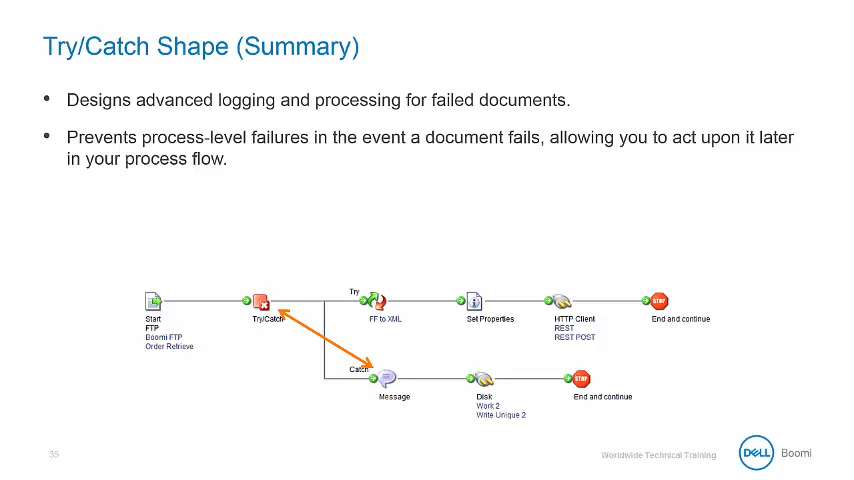 Try/Catch Shape (Summary)
• Designs advanced logging and processing for failed documents.
• Prevents process-level failures in the event a document fails, allowing you to act upon it later
in your process flow.
Try
Start
FTP
Boomi FTP
Order Retrieve
Try/Catch
FF to XML
Set Properties
HTTP Client
REST
REST POST
STOP
End and continue
Catch
Message
Disk
Work 2
Write Unique 2
STOP
End and continue
35
Worldwide Technical Training
DELL
Boomi